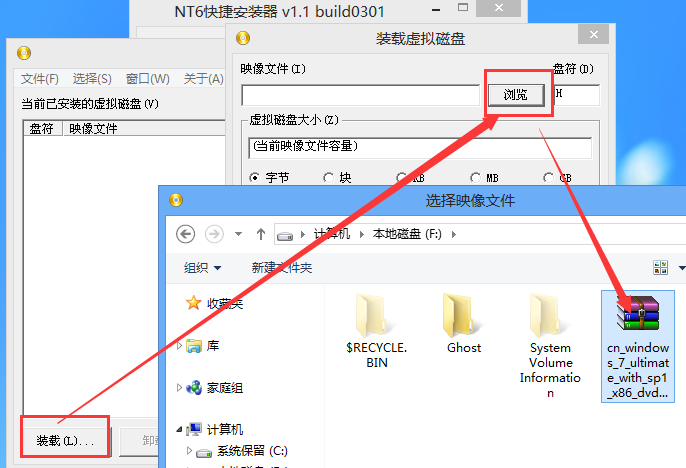 NT6快捷安装器 v1.1 build0301
文件(F) 选择(S) 窗口(W) 关于(A)
当前已安装的虚拟磁盘(V)
盘符 映像文件
装载(L)...
装载虚拟磁盘
映像文件(I) 盘符(D)
浏览 H
虚拟磁盘大小(Z)
(当前映像文件容量)
字节 块 KB MB GB
选择映像文件
计算机 本地磁盘 (F:)
组织 新建文件夹
收藏夹
库
家庭组
计算机
系统保留 (C:)
$RECYCLE.
BIN
Ghost
System
Volume
Informatio
n
cn_window
s_7_ultimat
e_with_sp1
_x86_dvd...